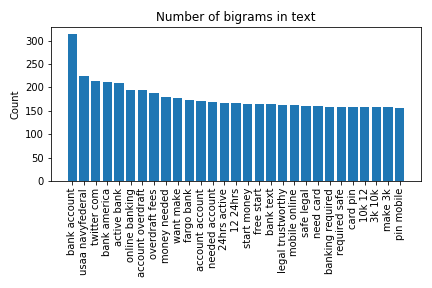 Number of bigrams in text
Count
300
250
200
150
100
50
0
bank account
usaa navyfederal
twitter com
bank america
active bank
online banking
account overdraft
overdraft fees
money needed
want make
fargo bank
account account
needed account
24hrs active
12 24hrs
start money
free start
bank text
legal trustworthy
mobile online
safe legal
need card
banking required
required safe
card pin
10k 12
3k 10k
make 3k
pin mobile